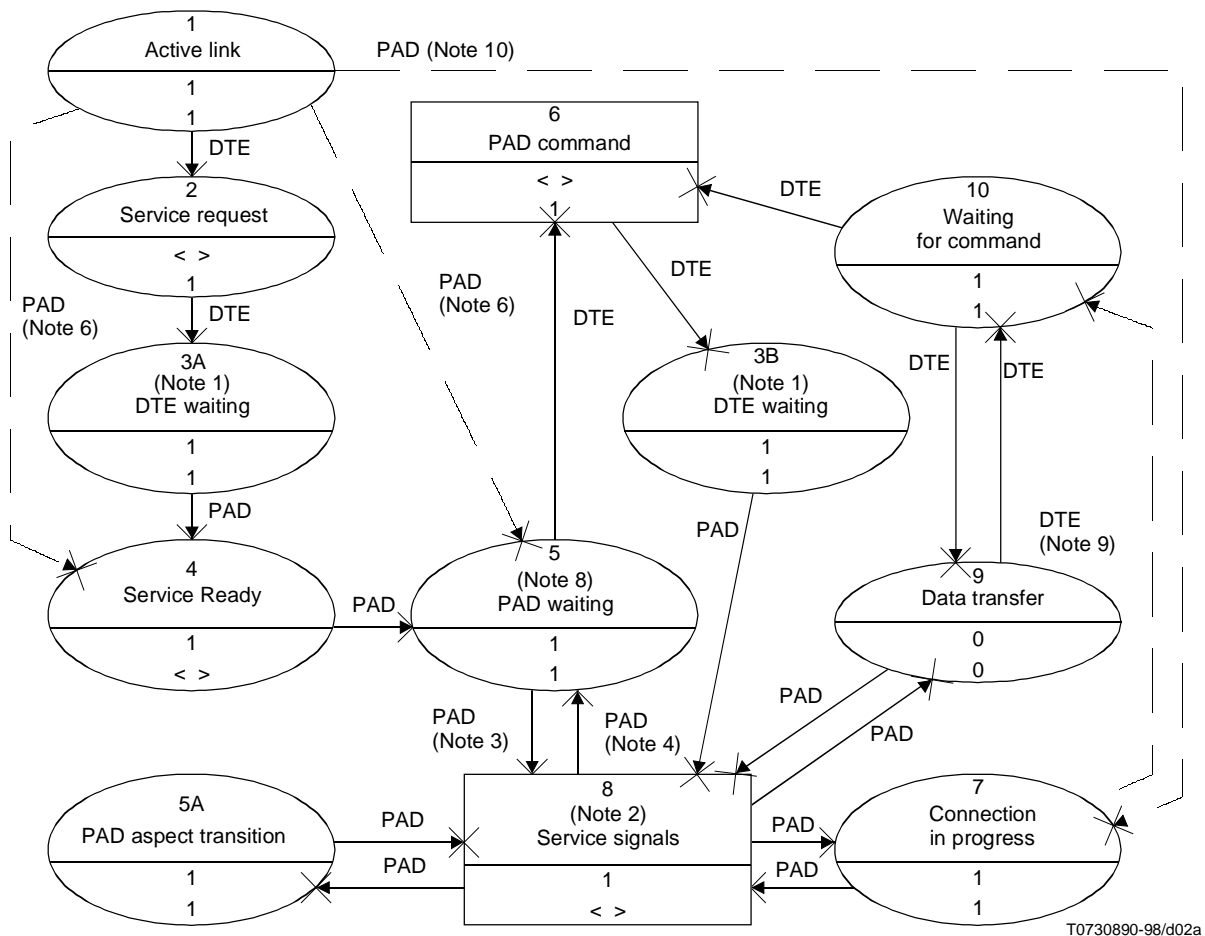 1
Active link
1
1
PAD (Note 10)
DTE
6
PAD command
< >
1
2
Service request
< >
1
DTE
10
Waiting
for command
1
1
PAD
(Note 6)
DTE
PAD
(Note 6)
DTE
DTE
3A
(Note 1)
DTE waiting
1
1
3B
(Note 1)
DTE waiting
1
1
DTE
DTE
PAD
PAD
DTE
(Note 9)
4
Service Ready
1
< >
PAD
5
(Note 8)
PAD waiting
1
1
9
Data transfer
0
0
PAD
(Note 3)
PAD
(Note 4)
PAD
PAD
5A
PAD aspect transition
1
1
PAD
PAD
8
(Note 2)
Service signals
1
< >
PAD
PAD
7
Connection
in progress
1
1
T0730890-98/d02a